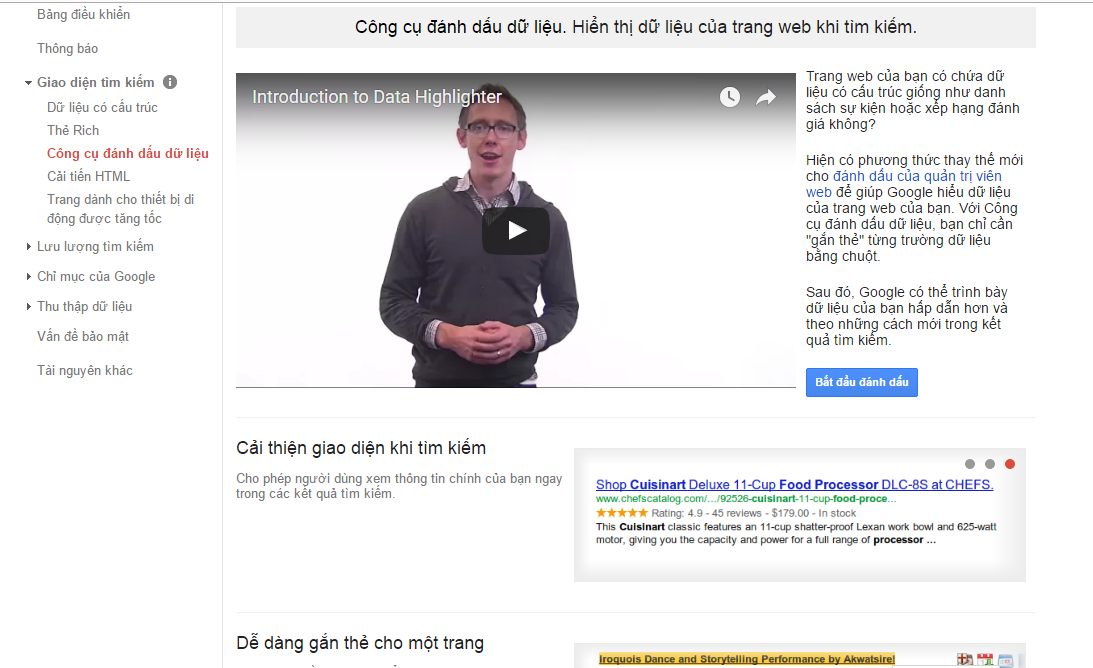 Bảng điều khiển
Thông báo
Giao diện tìm kiếm
Dữ liệu có cấu trúc
Thẻ Rich
Công cụ đánh dấu dữ liệu
Cải tiến HTML
Trang dành cho thiết bị di
động được tăng tốc
Lưu lượng tìm kiếm
Chỉ mục của Google
Thu thập dữ liệu
Vấn đề bảo mật
Tài nguyên khác
Công cụ đánh dấu dữ liệu. Hiển thị dữ liệu của trang web khi tìm kiếm.
Introduction to Data Highlighter
Trang web của bạn có chứa dữ
liệu có cấu trúc giống như danh
sách sự kiện hoặc xếp hạng đánh
giá không?
Hiện có phương thức thay thế mới
cho đánh dấu của quản trị viên
web để giúp Google hiểu dữ liệu
của trang web của bạn. Với Công
cụ đánh dấu dữ liệu, bạn chỉ cần
"gắn thẻ" từng trường dữ liệu
bằng chuột.
Sau đó, Google có thể trình bày
dữ liệu của bạn hấp dẫn hơn và
theo những cách mới trong kết
quả tìm kiếm.
Bắt đầu đánh dấu
Cải thiện giao diện khi tìm kiếm
Cho phép người dùng xem thông tin chính của bạn ngay
trong các kết quả tìm kiếm.
Shop Cuisinart Deluxe 11-Cup Food Processor DLC-8S at CHEFS.
www.chefscatalog.com/.../92526-cuisinart-11-cup-food-proce...
★★★★★ Rating: 4.9 - 45 reviews - $179.00 - In stock
This Cuisinart classic features an 11-cup shatter-proof Lexan work bowl and 625-watt
motor, giving you the capacity and power for a full range of processor ...
Dễ dàng gắn thẻ cho một trang
Iroquois Dance and Storytelling Performance by Akwatsire!